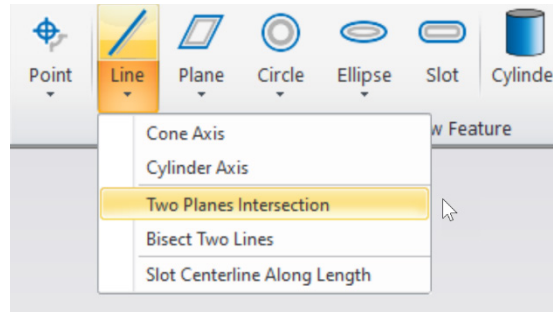 Point Line Plane Circle Ellipse Slot Cylinde
w Feature
Cone Axis
Cylinder Axis
Two Planes Intersection
Bisect Two Lines
Slot Centerline Along Length